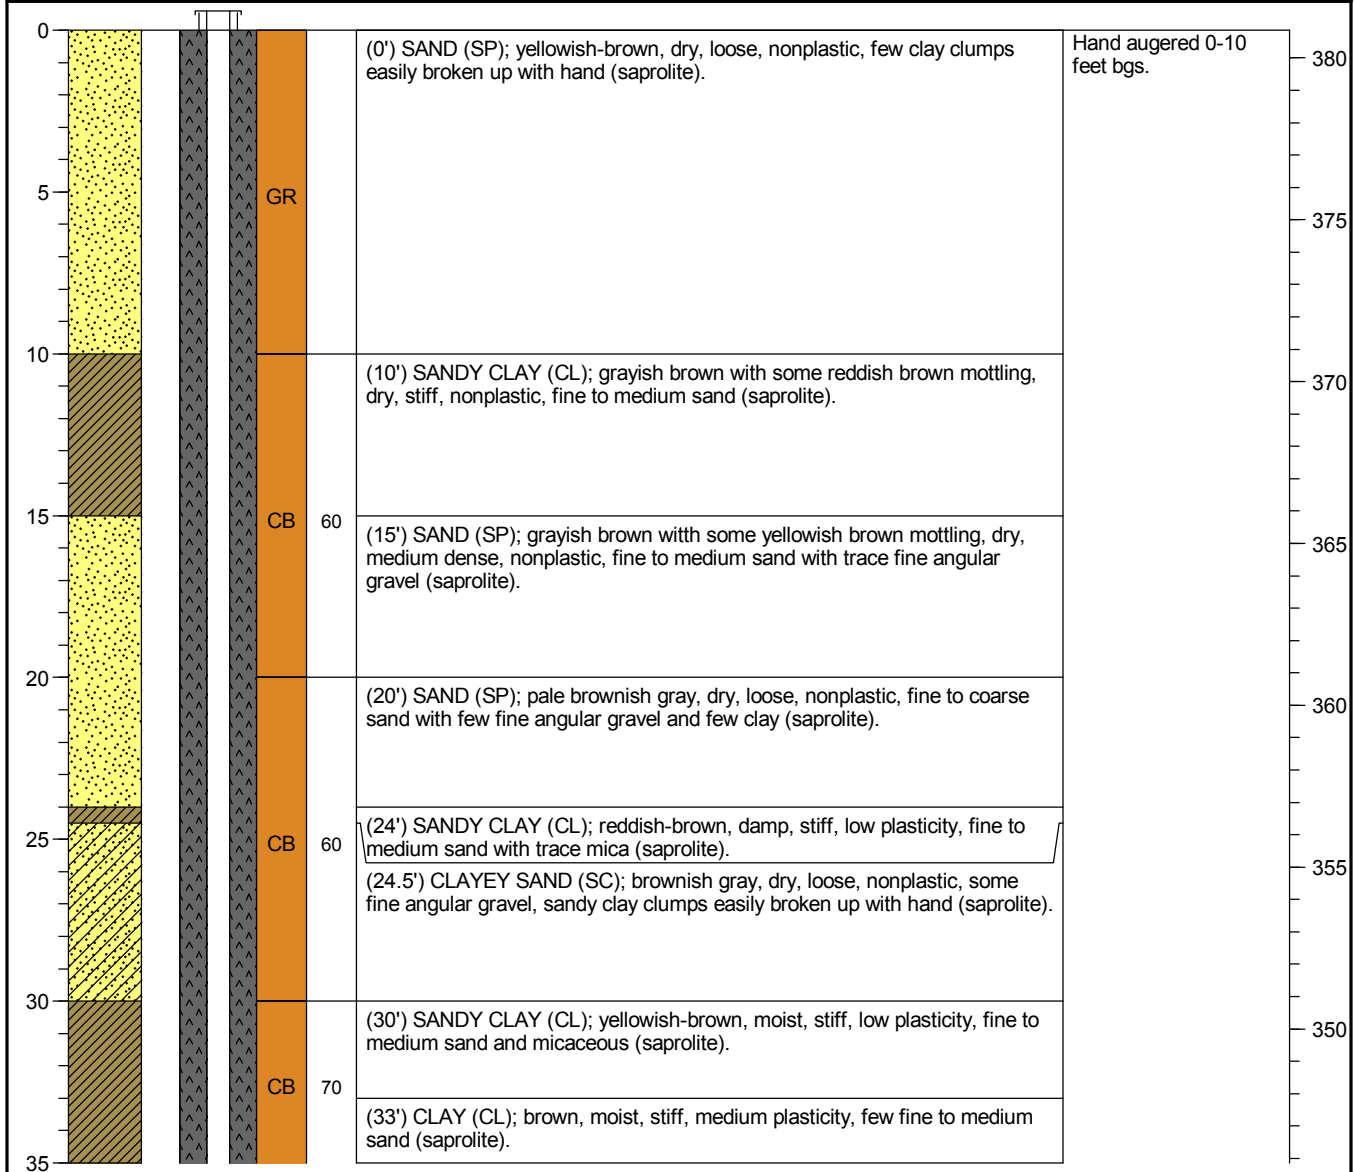 0
(0') SAND (SP); yellowish-brown, dry, loose, nonplastic, few clay clumps
easily broken up with hand (saprolite).
Hand augered 0-10
feet bgs.
380
5
GR
375
10
(10') SANDY CLAY (CL); grayish brown with some reddish brown mottling,
dry, stiff, nonplastic, fine to medium sand (saprolite).
370
15
CB
60
(15') SAND (SP); grayish brown witth some yellowish brown mottling, dry,
medium dense, nonplastic, fine to medium sand with trace fine angular
gravel (saprolite).
365
20
(20') SAND (SP); pale brownish gray, dry, loose, nonplastic, fine to coarse
sand with few fine angular gravel and few clay (saprolite).
360
(24') SANDY CLAY (CL); reddish-brown, damp, stiff, low plasticity, fine to
medium sand with trace mica (saprolite).
25
CB
60
(24.5') CLAYEY SAND (SC); brownish gray, dry, loose, nonplastic, some
fine angular gravel, sandy clay clumps easily broken up with hand (saprolite).
355
30
(30') SANDY CLAY (CL); yellowish-brown, moist, stiff, low plasticity, fine to
medium sand and micaceous (saprolite).
350
CB
70
(33') CLAY (CL); brown, moist, stiff, medium plasticity, few fine to medium
sand (saprolite).
35